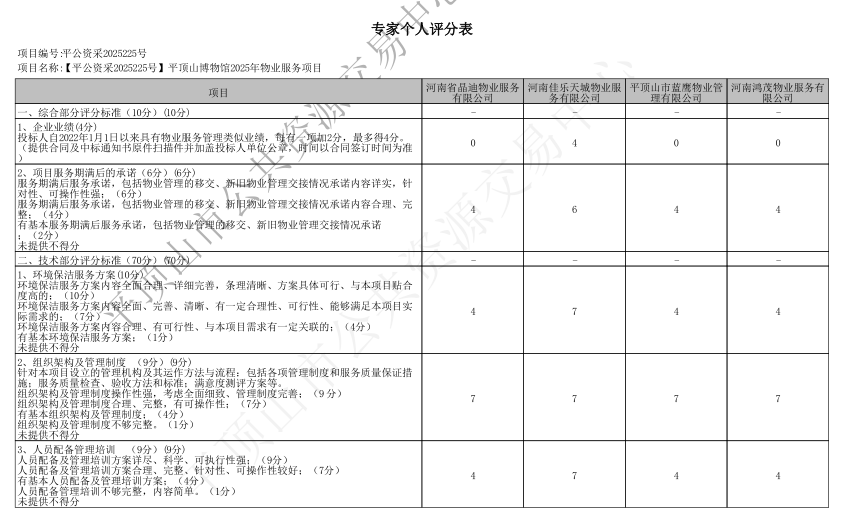 专家个人评分表
项目编号:平公资采2025225号
项目名称:【平公资采2025225号】平顶山博物馆2025年物业服务项目
项目 河南省晶迪物业服务有限公司 河南佳乐天城物业服务有限公司 平顶山市蓝鹰物业管理有限公司 河南鸿茂物业服务有限公司
一、综合部分评分标准（10分）(10分) – – – –
1、企业业绩(4分)
投标人自2022年1月1日以来具有物业服务管理类似业绩，每有一项加2分，最多得4分。
（提供合同及中标通知书原件扫描件并加盖投标人单位公章，时间以合同签订时间为准
）
0 4 0 0
2、项目服务期满后的承诺（6分）(6分)
服务期满后服务承诺，包括物业管理的移交、新旧物业管理交接情况承诺内容详实，针
对性、可操作性强；（6分）
服务期满后服务承诺，包括物业管理的移交、新旧物业管理交接情况承诺内容合理、完
整；（4分）
有基本服务期满后服务承诺，包括物业管理的移交、新旧物业管理交接情况承诺
；（2分）
未提供不得分
4 6 4 4
二、技术部分评分标准（70分）(70分) – – – –
1、环境保洁服务方案(10分)
环境保洁服务方案内容全面合理、详细完善，条理清晰、方案具体可行、与本项目贴合
度高的；（10分）
环境保洁服务方案内容全面、完善、清晰、有一定合理性、可行性、能够满足本项目实
际需求的；（7分）
环境保洁服务方案内容合理、有可行性、与本项目需求有一定关联的；（4分）
有基本环境保洁服务方案；（1分）
未提供不得分
4 7 4 4
2、组织架构及管理制度 （9分）(9分)
针对本项目设立的管理机构及其运作方法与流程；包括各项管理制度和服务质量保证措
施；服务质量检查、验收方法和标准；满意度测评方案等。
组织架构及管理制度操作性强，考虑全面细致、管理制度完善；（9 分）
组织架构及管理制度合理、完整，有可操作性；（7分）
有基本组织架构及管理制度；（4分）
组织架构及管理制度不够完整。（1分）
未提供不得分
7 7 7 7
3、人员配备管理培训 （9分）(9分)
人员配备及管理培训方案详尽、科学、可执行性强；（9分）
人员配备及管理培训方案合理、完整、针对性、可操作性较好；（7分）
有基本人员配备及管理培训方案；（4分）
人员配备管理培训不够完整，内容简单。（1分）
未提供不得分
4 7 4 4
平顶山市公共资源交易中心
平顶山市公共资源交易中心